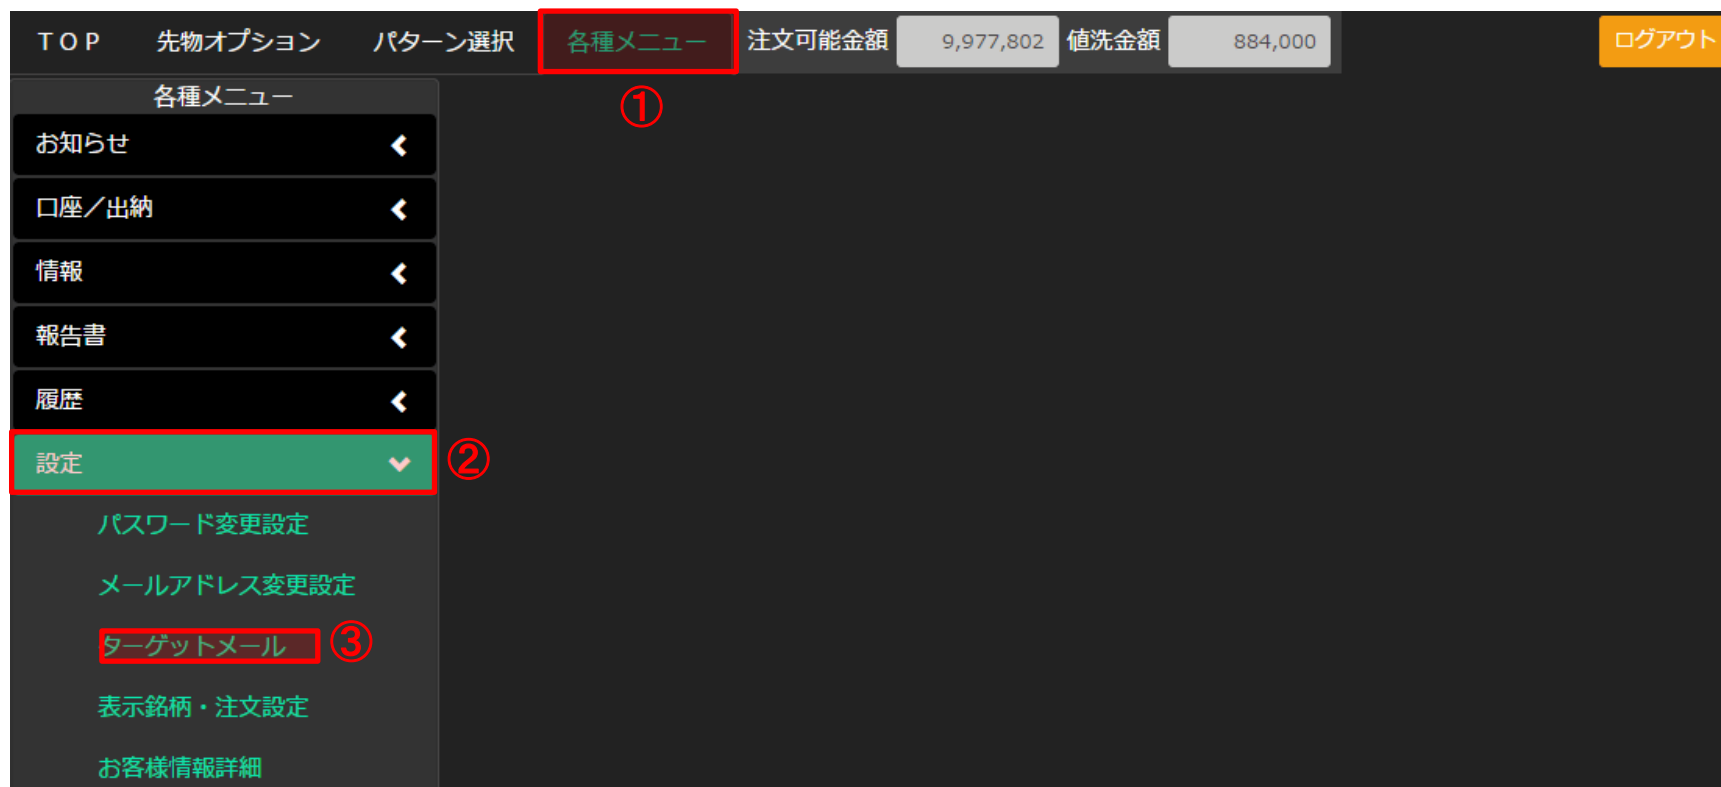 TOP 先物オプション パターン選択 各種メニュー 注文可能金額 9,977,802 値洗金額 884,000 ログアウト
①
各種メニュー
お知らせ
口座／出納
情報
報告書
履歴
設定 ②
パスワード変更設定
メールアドレス変更設定
ターゲットメール ③
表示銘柄・注文設定
お客様情報詳細